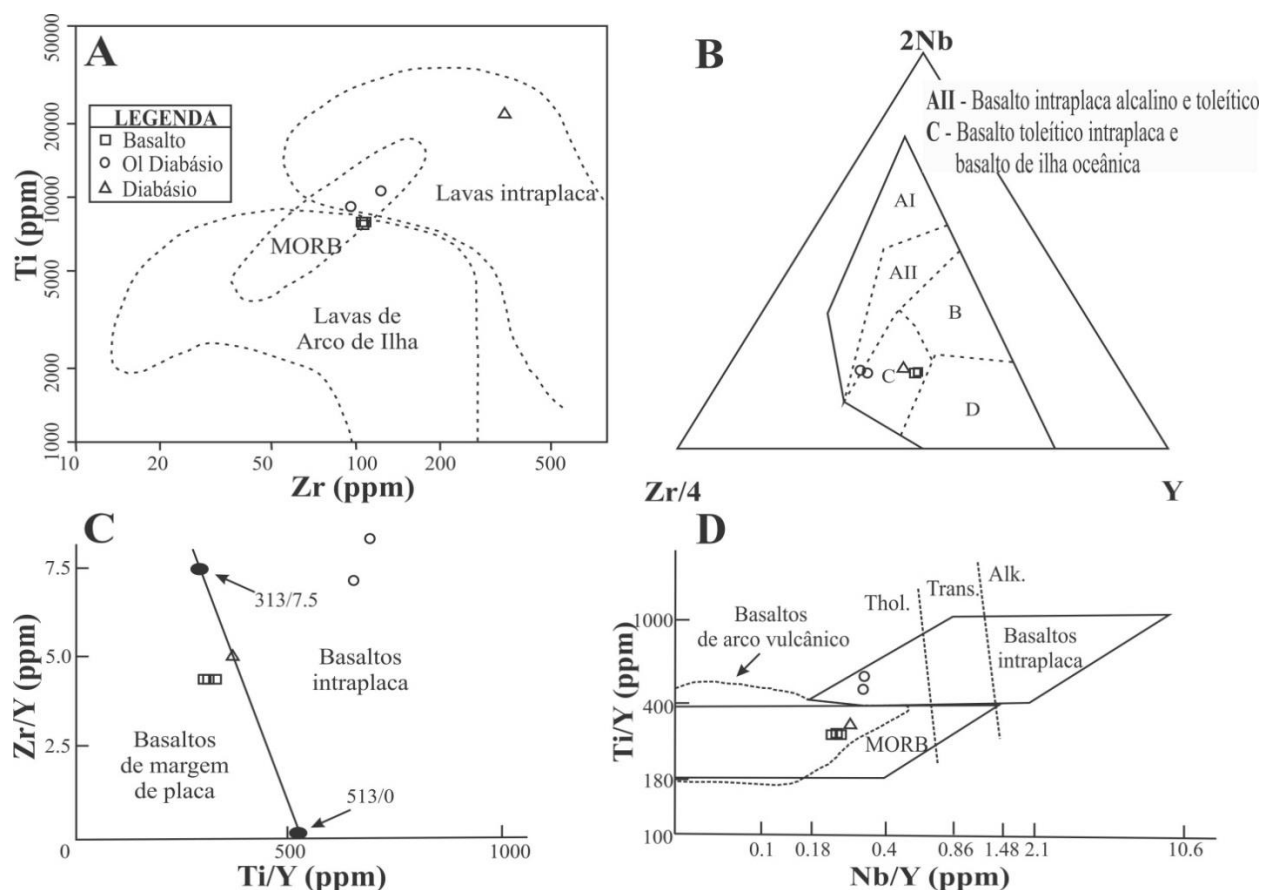 A
50000
20000
10000
5000
2000
1000
Ti (ppm)
LEGENDA
Basalto
Ol Diabásio
Diabásio
Lavas intraplaca
MORB
Lavas de
Arco de Ilha
10
20
50
100
200
500
Zr (ppm)
B
2Nb
AII - Basalto intraplaca alcalino e toleítico
C - Basalto toleítico intraplaca e
basalto de ilha oceânica
AI
AII
B
C
D
Zr/4
Y
C
7.5
5.0
2.5
Zr/Y (ppm)
313/7.5
Basaltos
intraplaca
Basaltos
de margem
de placa
513/0
0
500
1000
Ti/Y (ppm)
D
1000
400
180
100
Ti/Y (ppm)
Basaltos
de arco vulcânico
Thol.
Trans.
Alk.
Basaltos
intraplaca
MORB
0.1
0.18
0.4
0.86
1.48
2.1
10.6
Nb/Y (ppm)